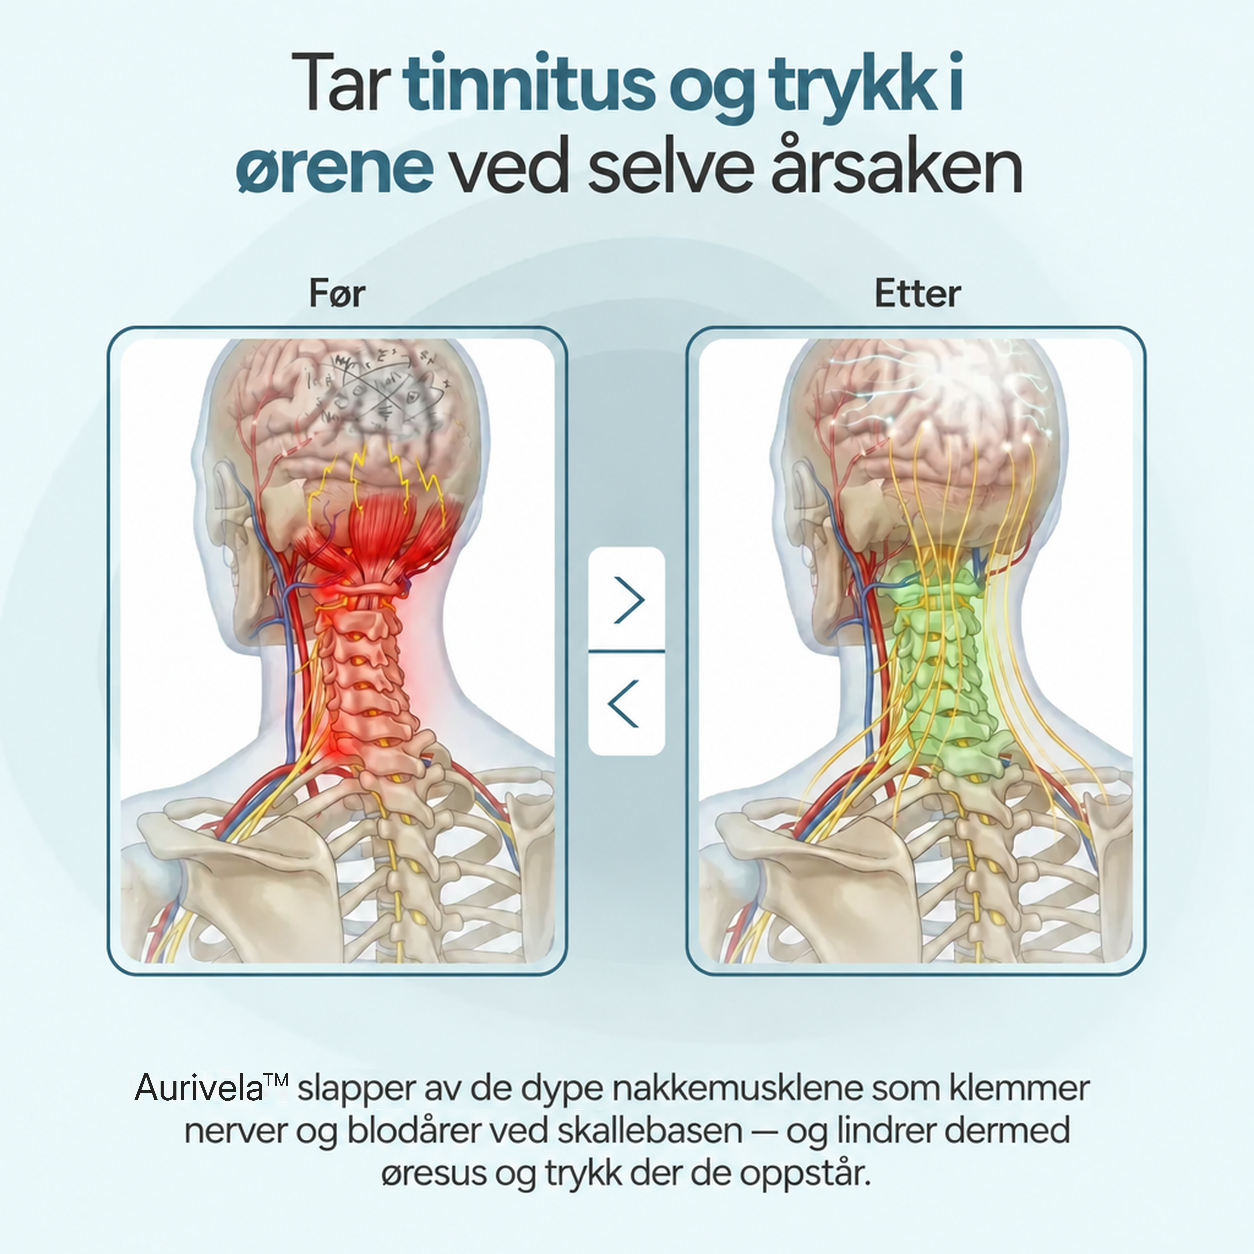 Tar tinnitus og trykk i
ørene ved selve årsaken
Før
Etter
Aurivela™ slapper av de dype nakkemusklene som klemmer
nerver og blodårer ved skallebasen – og lindrer dermed
øresus og trykk der de oppstår.